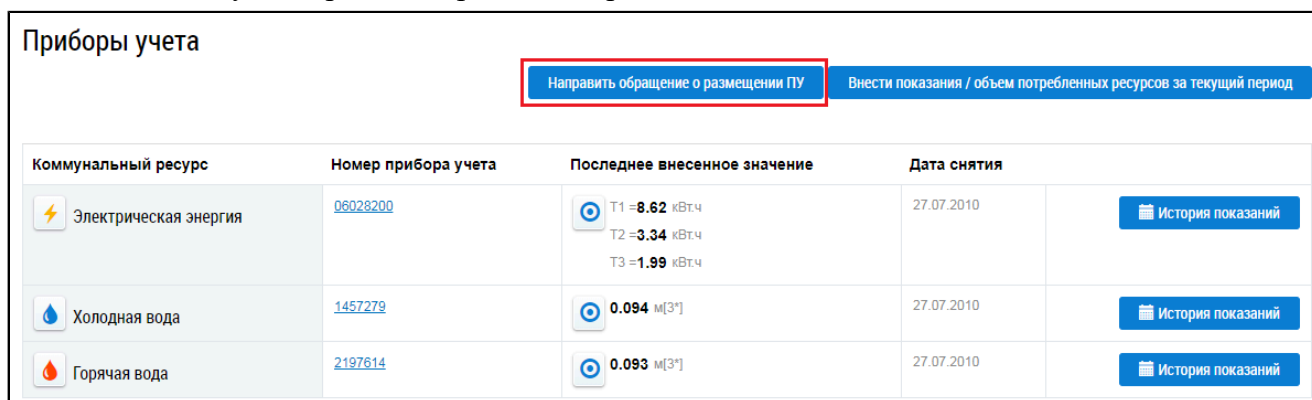 Приборы учета
Направить обращение о размещении ПУ
Внести показания / объем потребленных ресурсов за текущий период
Коммунальный ресурс
Номер прибора учета
Последнее внесенное значение
Дата снятия
Электрическая энергия
06028200
T1 =8.62 кВт.ч
T2 =3.34 кВт.ч
T3 =1.99 кВт.ч
27.07.2010
История показаний
Холодная вода
1457279
0.094 м[3*]
27.07.2010
История показаний
Горячая вода
2197614
0.093 м[3*]
27.07.2010
История показаний